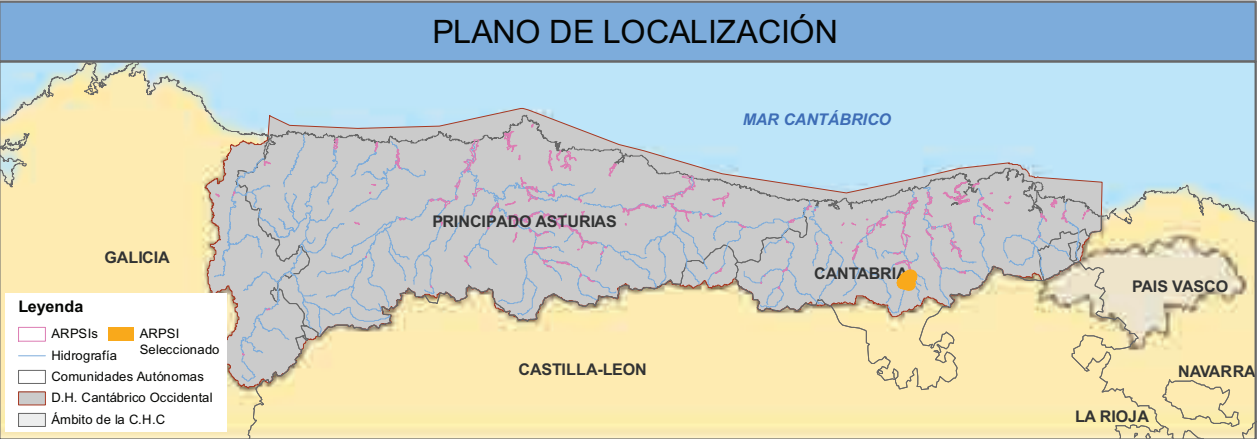 PLANO DE LOCALIZACIÓN
MAR CANTÁBRICO
PRINCIPADO ASTURIAS
GALICIA
CANTABRIA
PAIS VASCO
CASTILLA-LEON
NAVARRA
LA RIOJA
Leyenda
ARPSIs
ARPSI
Seleccionado
Hidrografía
Comunidades Autónomas
D.H. Cantábrico Occidental
Ámbito de la C.H.C